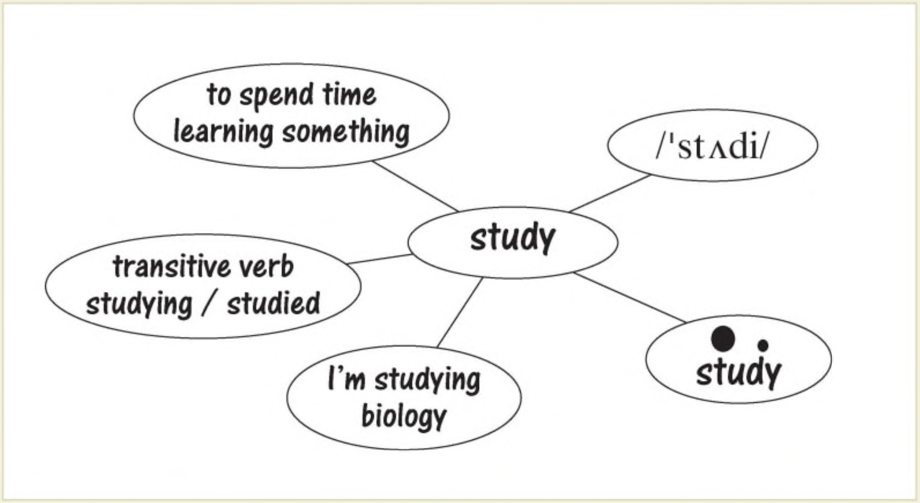 to spend time
learning something
/ˈstʌdi/
study
transitive verb
studying / studied
I'm studying
biology
study